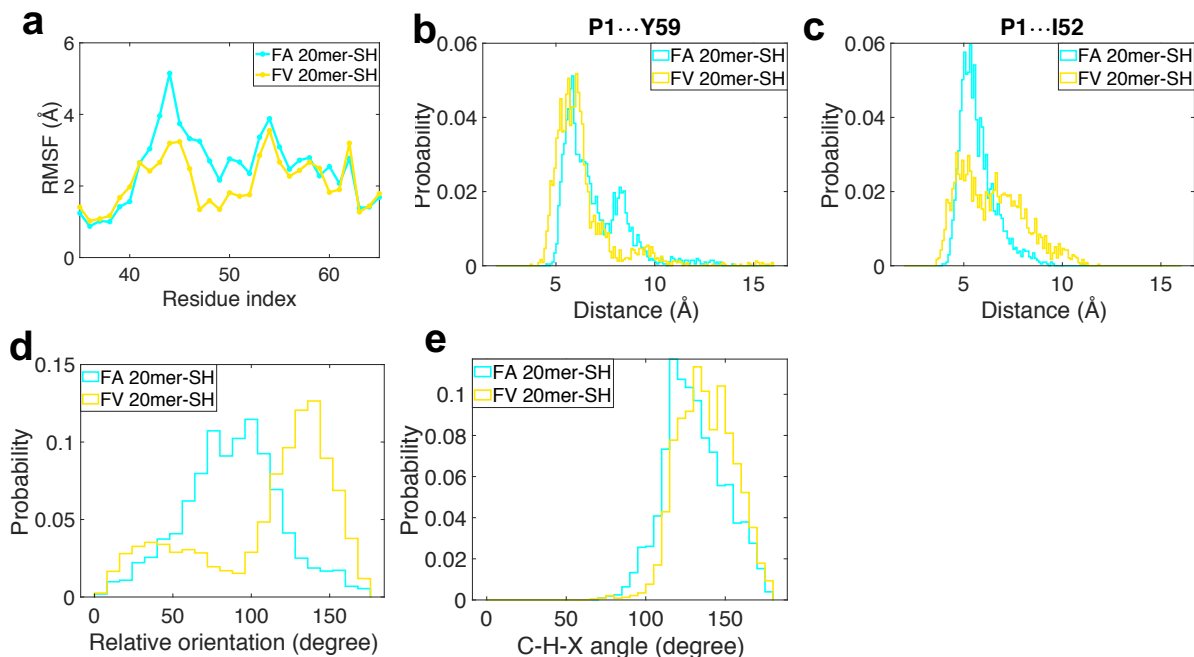 a
6
4
2
0
RMSF (Å)
FA 20mer-SH
FV 20mer-SH
40
50
60
Residue index
b
P1···Y59
0.06
0.04
0.02
0
Probability
FA 20mer-SH
FV 20mer-SH
5
10
15
Distance (Å)
c
P1···I52
0.06
0.04
0.02
0
Probability
FA 20mer-SH
FV 20mer-SH
5
10
15
Distance (Å)
d
0.15
0.1
0.05
0
Probability
FA 20mer-SH
FV 20mer-SH
0
50
100
150
Relative orientation (degree)
e
0.1
0.08
0.06
0.04
0.02
0
Probability
FA 20mer-SH
FV 20mer-SH
0
50
100
150
C-H-X angle (degree)